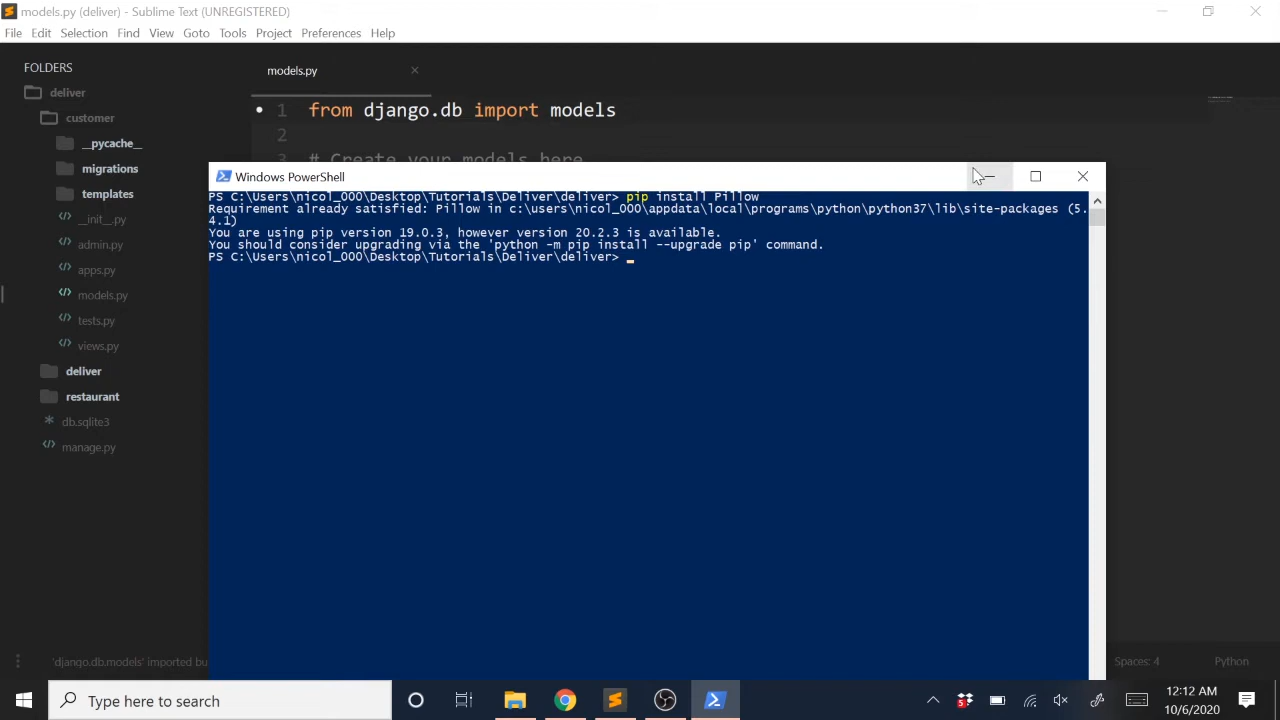 models.py (deliver) - Sublime Text (UNREGISTERED)
File Edit Selection Find View Goto Tools Project Preferences Help
FOLDERS
deliver
customer
__pycache__
migrations
templates
__init__.py
admin.py
apps.py
models.py
tests.py
views.py
deliver
restaurant
db.sqlite3
manage.py
models.py
1 from django.db import models
2
3 # Create your models here
Windows PowerShell
PS C:\Users\nicol_000\Desktop\Tutorials\Deliver\deliver> pip install Pillow
Requirement already satisfied: Pillow in c:\users\nicol_000\appdata\local\programs\python\python37\lib\site-packages (5.
4.1)
You are using pip version 19.0.3, however version 20.2.3 is available.
You should consider upgrading via the 'python -m pip install --upgrade pip' command.
PS C:\Users\nicol_000\Desktop\Tutorials\Deliver\deliver> _
'django.db.models' imported bu
Spaces: 4 Python
Type here to search
12:12 AM
10/6/2020